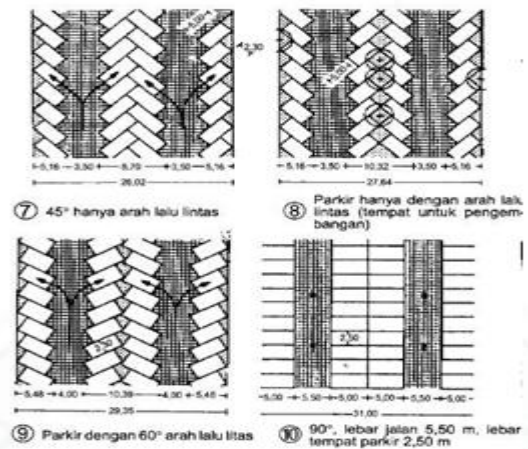 5,00
2,30
5,00
5,16 3,50 8,70 3,50 5,16
26,02
5,16 3,50 10,32 3,50 5,16
27,64
⑦ 45° hanya arah lalu lintas
⑧ Parkir hanya dengan arah lalu
lintas (tempat untuk pengem-
bangan)
2,50
2,50
5,48 4,00 10,39 4,00 5,48
29,35
5,00 5,50 5,00 5,00 5,50 5,00
31,00
⑨ Parkir dengan 60° arah lalu litas
⑩ 90°, lebar jalan 5,50 m, lebar
tempat parkir 2,50 m